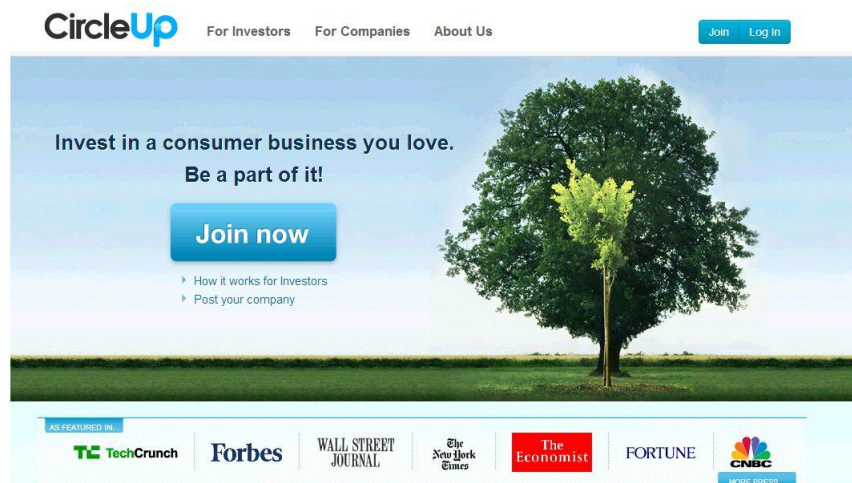 CircleUp
For Investors For Companies About Us
Join Log In
Invest in a consumer business you love.
Be a part of it!
Join now
How it works for Investors
Post your company
AS FEATURED IN...
TC TechCrunch
Forbes
WALL STREET
JOURNAL
The
New York
Times
The
Economist
FORTUNE
CNBC
MORE PRESS